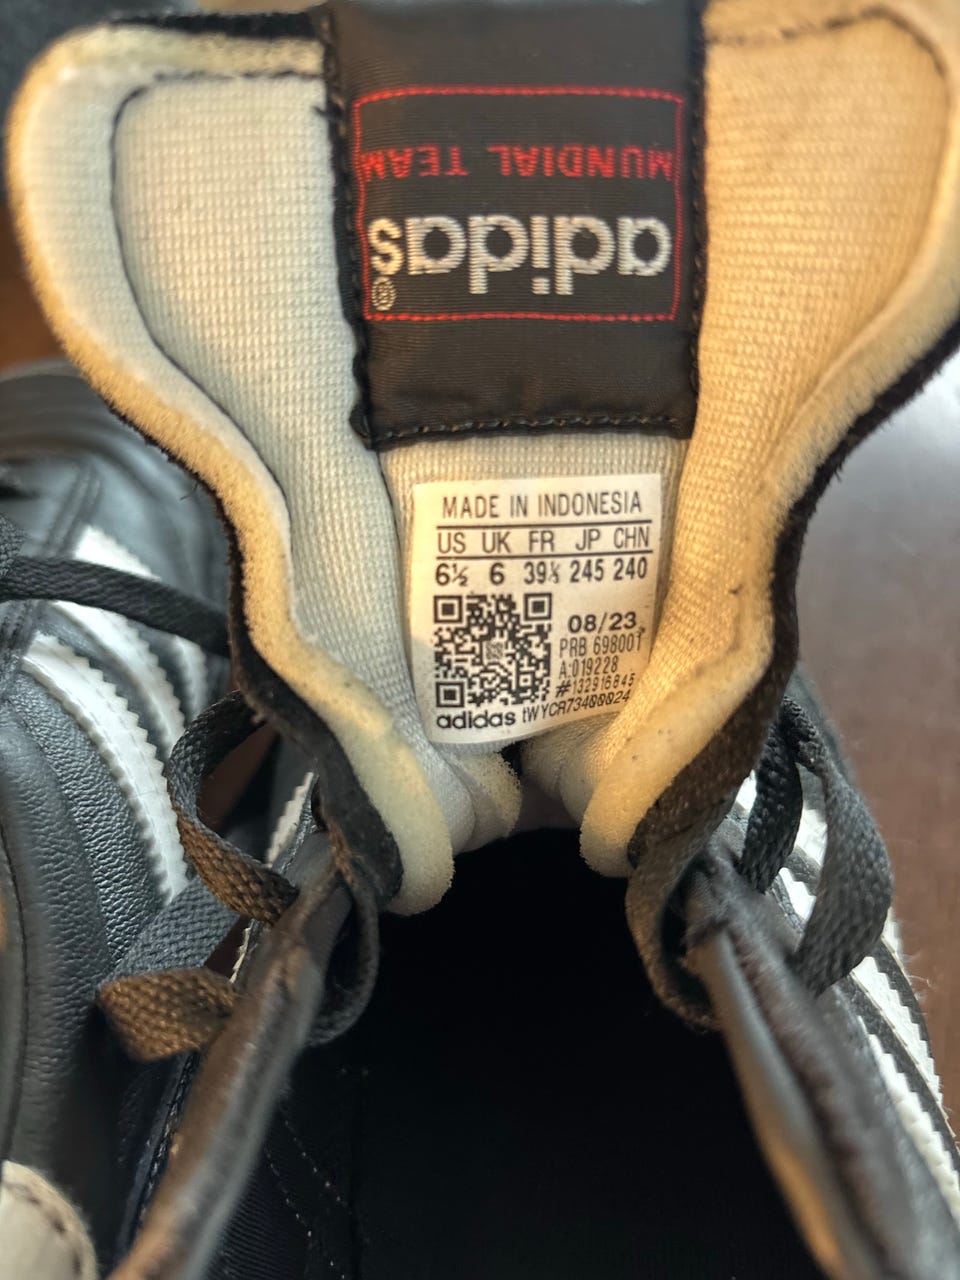 MUNDIAL TEAM
adidas®
MADE IN INDONESIA
US UK FR JP CHN
6½ 6 39⅓ 245 240
08/23
PRB 698001
A:019228
#132916845
adidas tWYCR73400024